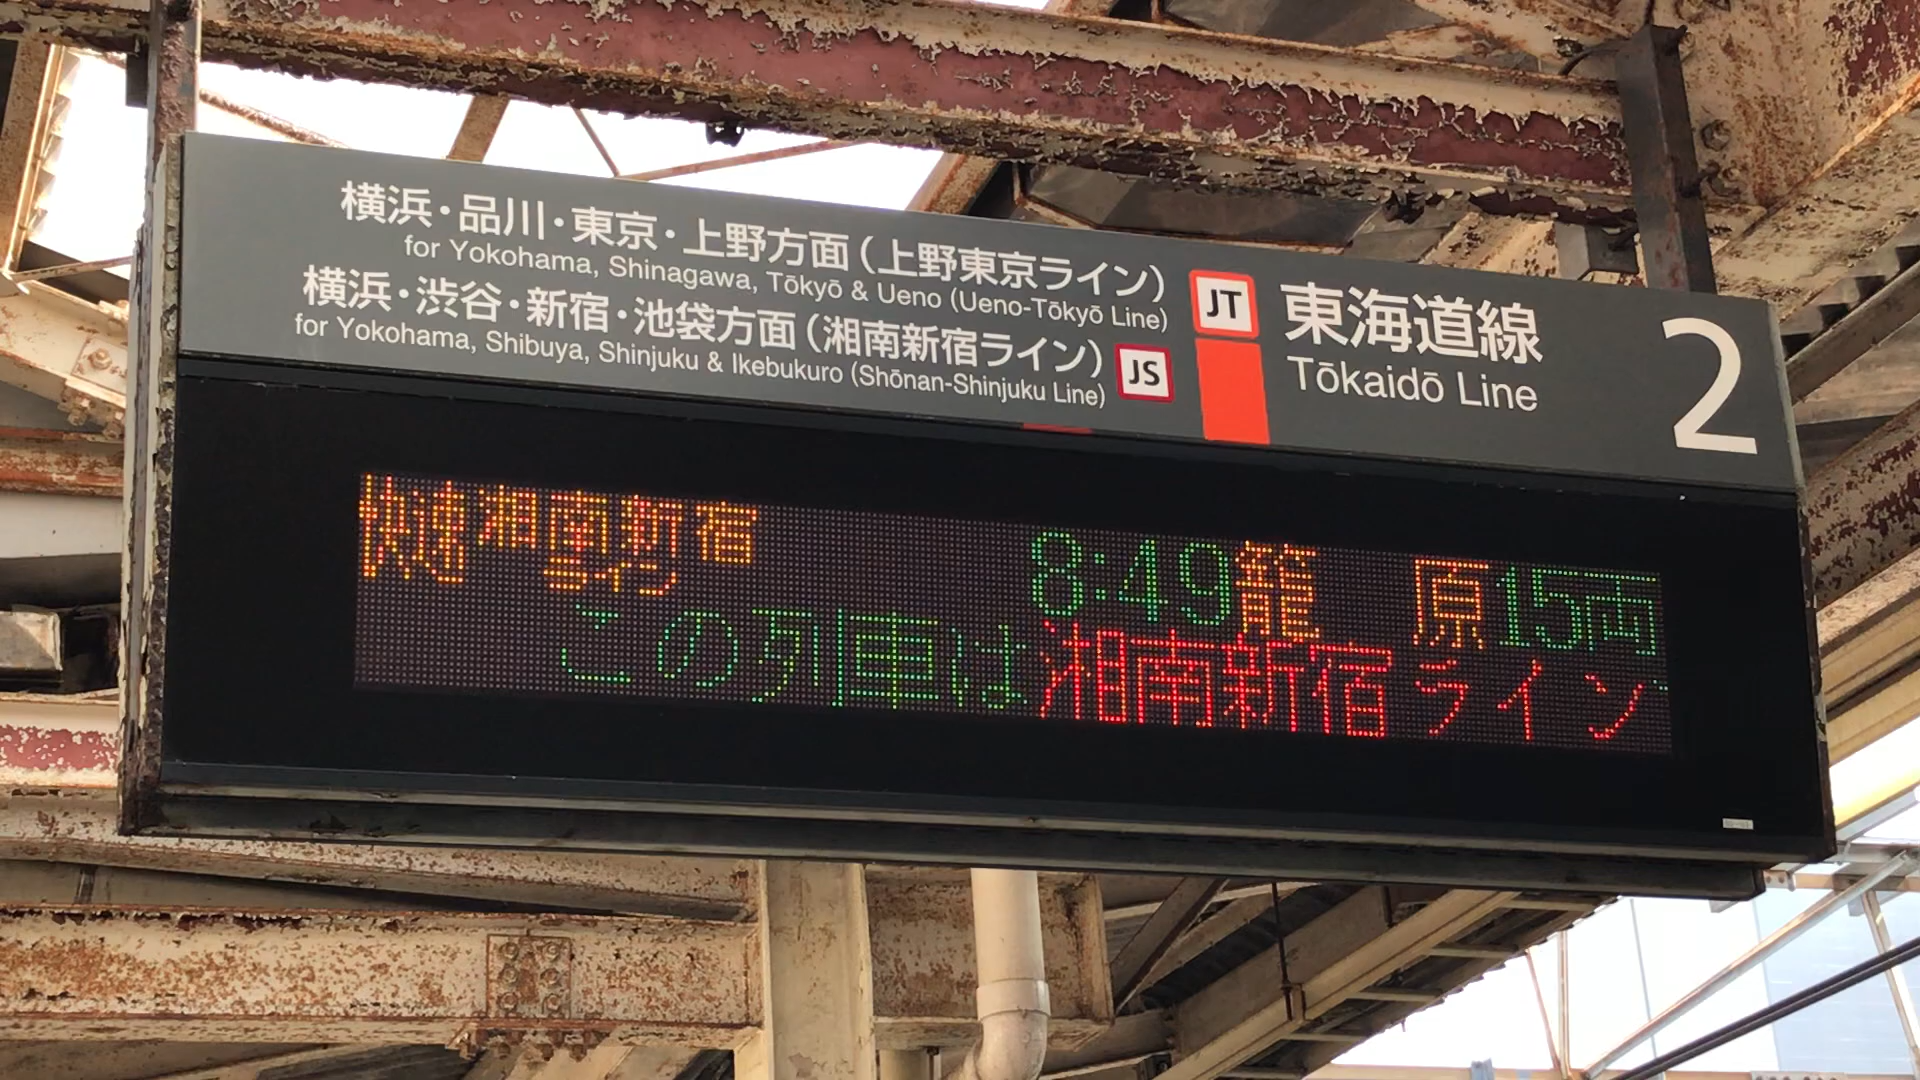 横浜・品川・東京・上野方面（上野東京ライン）
for Yokohama, Shinagawa, Tōkyō & Ueno (Ueno-Tōkyō Line)
横浜・渋谷・新宿・池袋方面（湘南新宿ライン）
for Yokohama, Shibuya, Shinjuku & Ikebukuro (Shōnan-Shinjuku Line)
JS
JT
東海道線
Tōkaidō Line
2
快速 湘南新宿ライン 8:49 籠原 15両
この列車は湘南新宿ライン